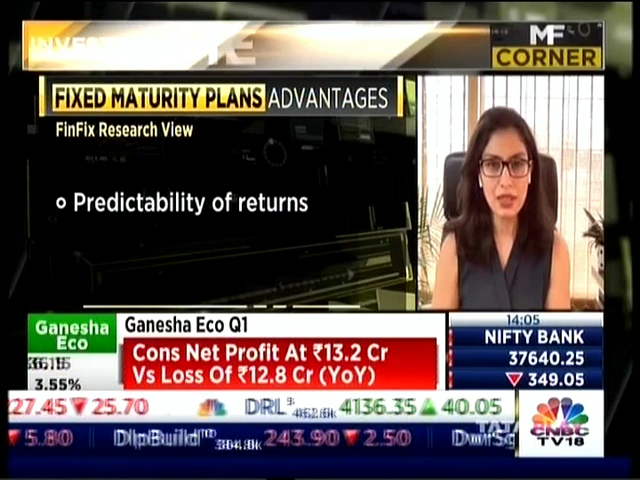 MF
CORNER
FIXED MATURITY PLANS ADVANTAGES
FinFix Research View
Predictability of returns
Ganesha
Eco
3.55%
Ganesha Eco Q1
Cons Net Profit At ₹13.2 Cr
Vs Loss Of ₹12.8 Cr (YoY)
14:05
NIFTY BANK
37640.25
349.05
27.45 25.70 DRL 4136.35 40.05
5.80 DlpBuild 243.90 2.50
CNBC
TV18